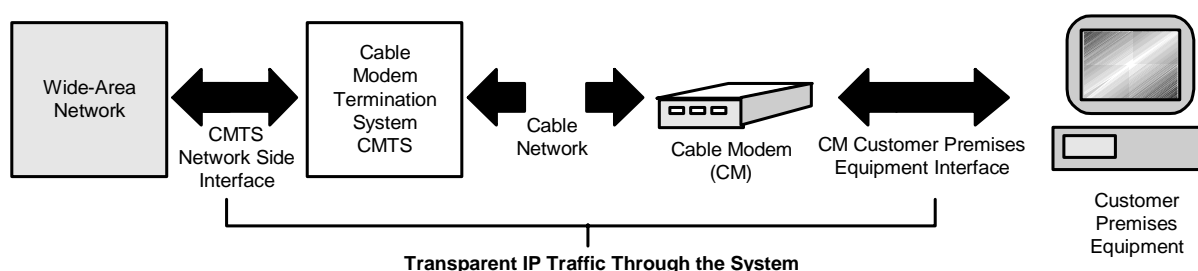 Wide-Area
Network
CMTS
Network Side
Interface
Cable
Modem
Termination
System
CMTS
Cable
Network
Cable Modem
(CM)
CM Customer Premises
Equipment Interface
Customer
Premises
Equipment
Transparent IP Traffic Through the System